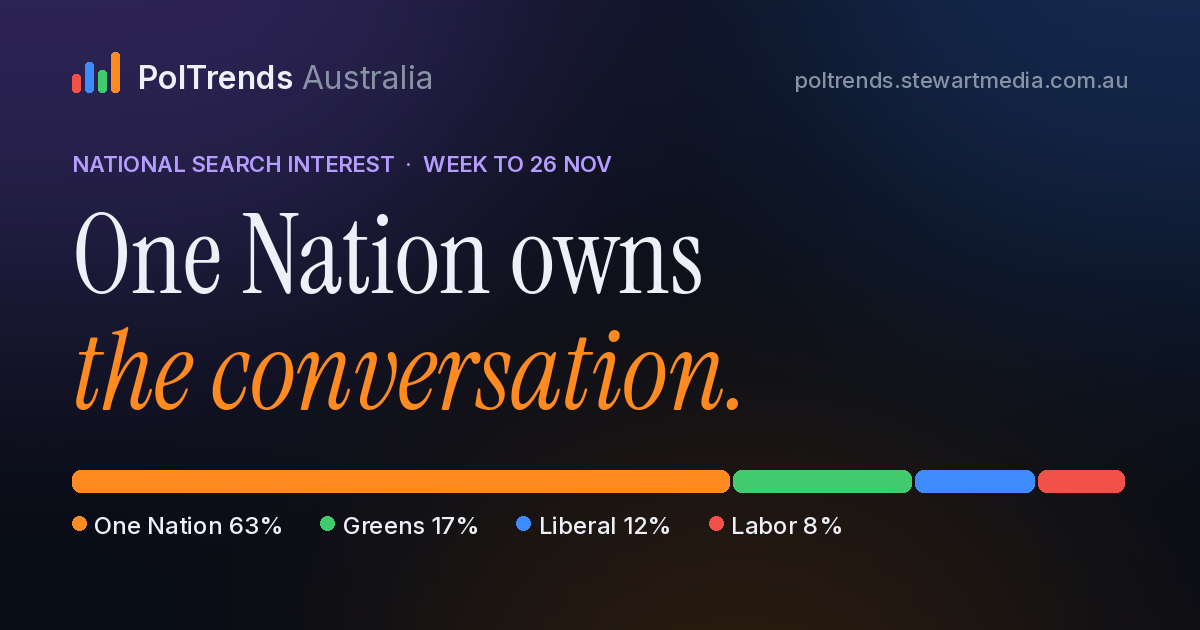 PolTrends Australia
poltrends.stewartmedia.com.au
NATIONAL SEARCH INTEREST · WEEK TO 26 NOV
One Nation owns
the conversation.
One Nation 63% Greens 17% Liberal 12% Labor 8%